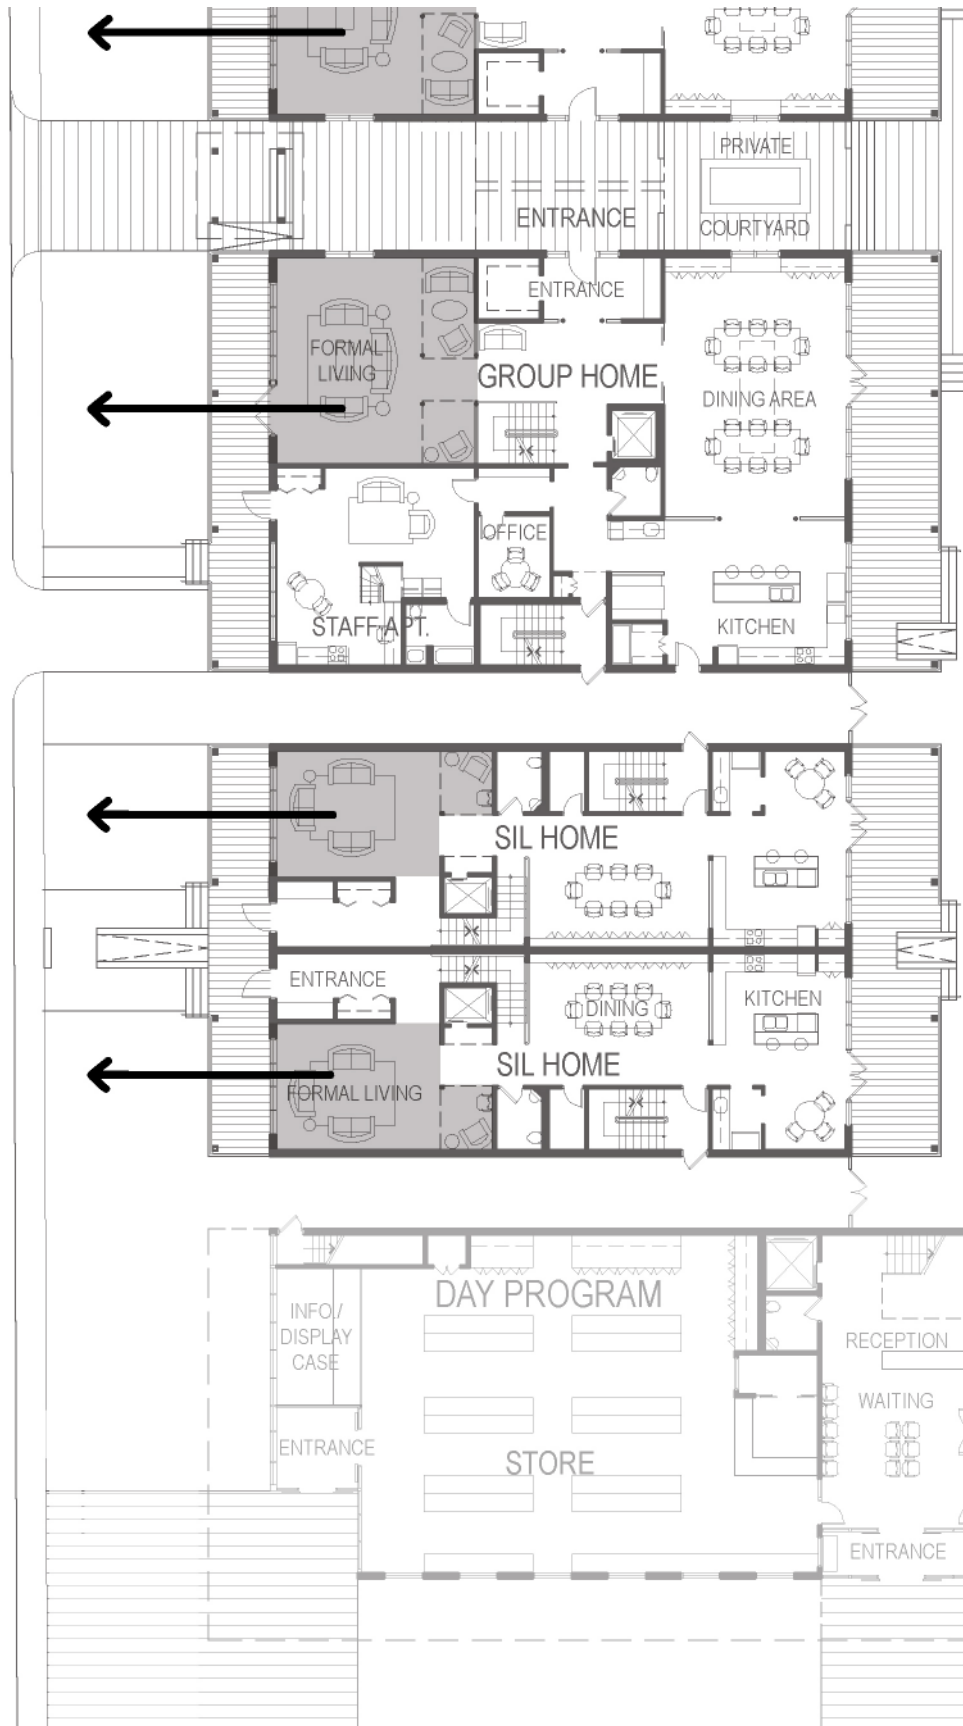 PRIVATE
COURTYARD
ENTRANCE
ENTRANCE
FORMAL
LIVING
GROUP HOME
DINING AREA
OFFICE
STAFF APT.
KITCHEN
SIL HOME
ENTRANCE
DINING
KITCHEN
SIL HOME
FORMAL LIVING
DAY PROGRAM
INFO./
DISPLAY
CASE
RECEPTION
WAITING
ENTRANCE
STORE
ENTRANCE